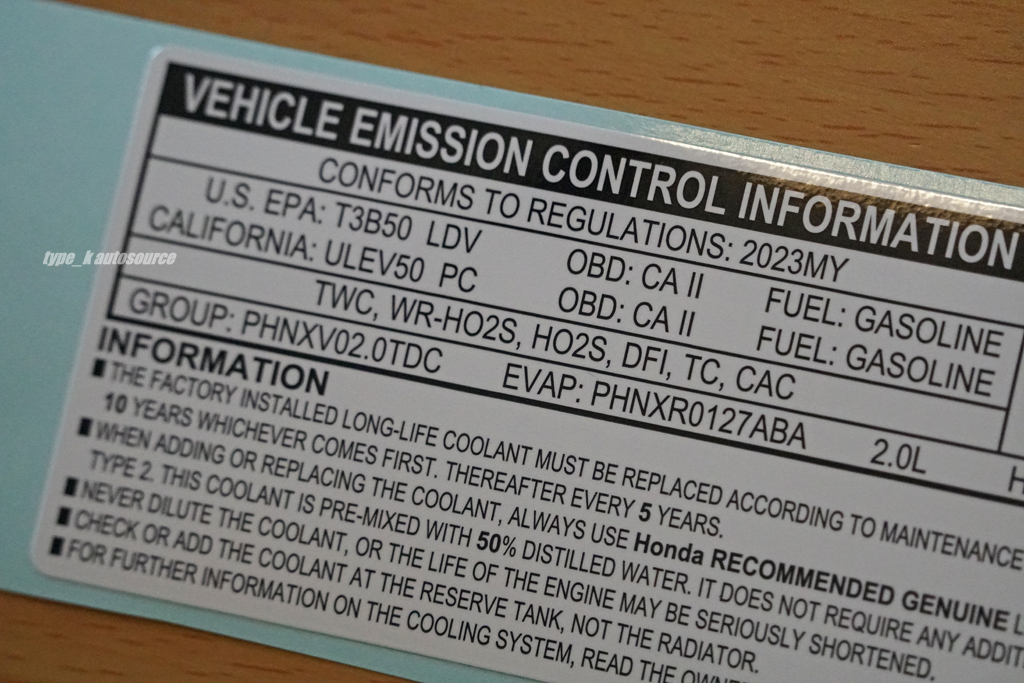 VEHICLE EMISSION CONTROL INFORMATION
CONFORMS TO REGULATIONS: 2023MY
U.S. EPA: T3B50 LDV OBD: CA II FUEL: GASOLINE
CALIFORNIA: ULEV50 PC OBD: CA II FUEL: GASOLINE
TWC, WR-HO2S, HO2S, DFI, TC, CAC
GROUP: PHNXV02.0TDC EVAP: PHNXR0127ABA 2.0L H
INFORMATION
■ THE FACTORY INSTALLED LONG-LIFE COOLANT MUST BE REPLACED ACCORDING TO MAINTENANCE
10 YEARS WHICHEVER COMES FIRST. THEREAFTER EVERY 5 YEARS.
■ WHEN ADDING OR REPLACING THE COOLANT, ALWAYS USE Honda RECOMMENDED GENUINE L
TYPE 2. THIS COOLANT IS PRE-MIXED WITH 50% DISTILLED WATER. IT DOES NOT REQUIRE ANY ADDIT
■ NEVER DILUTE THE COOLANT, OR THE LIFE OF THE ENGINE MAY BE SERIOUSLY SHORTENED.
■ CHECK OR ADD THE COOLANT AT THE RESERVE TANK, NOT THE RADIATOR.
■ FOR FURTHER INFORMATION ON THE COOLING SYSTEM, READ THE OWNE
type_k autosource